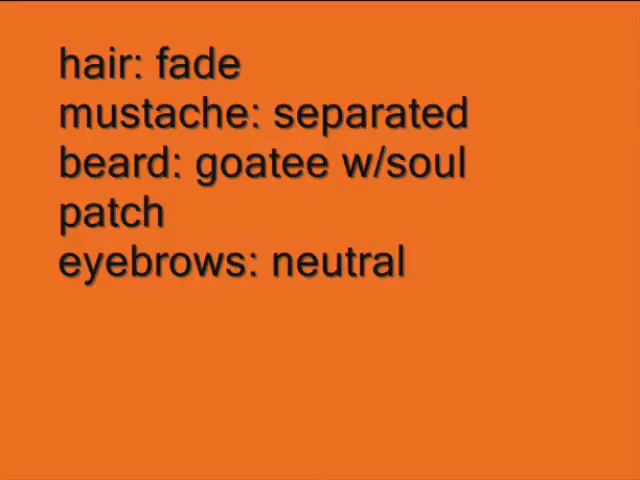 hair: fade
mustache: separated
beard: goatee w/soul
patch
eyebrows: neutral